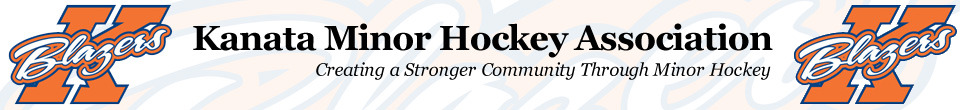 K Blazers
Kanata Minor Hockey Association
Creating a Stronger Community Through Minor Hockey
K Blazers